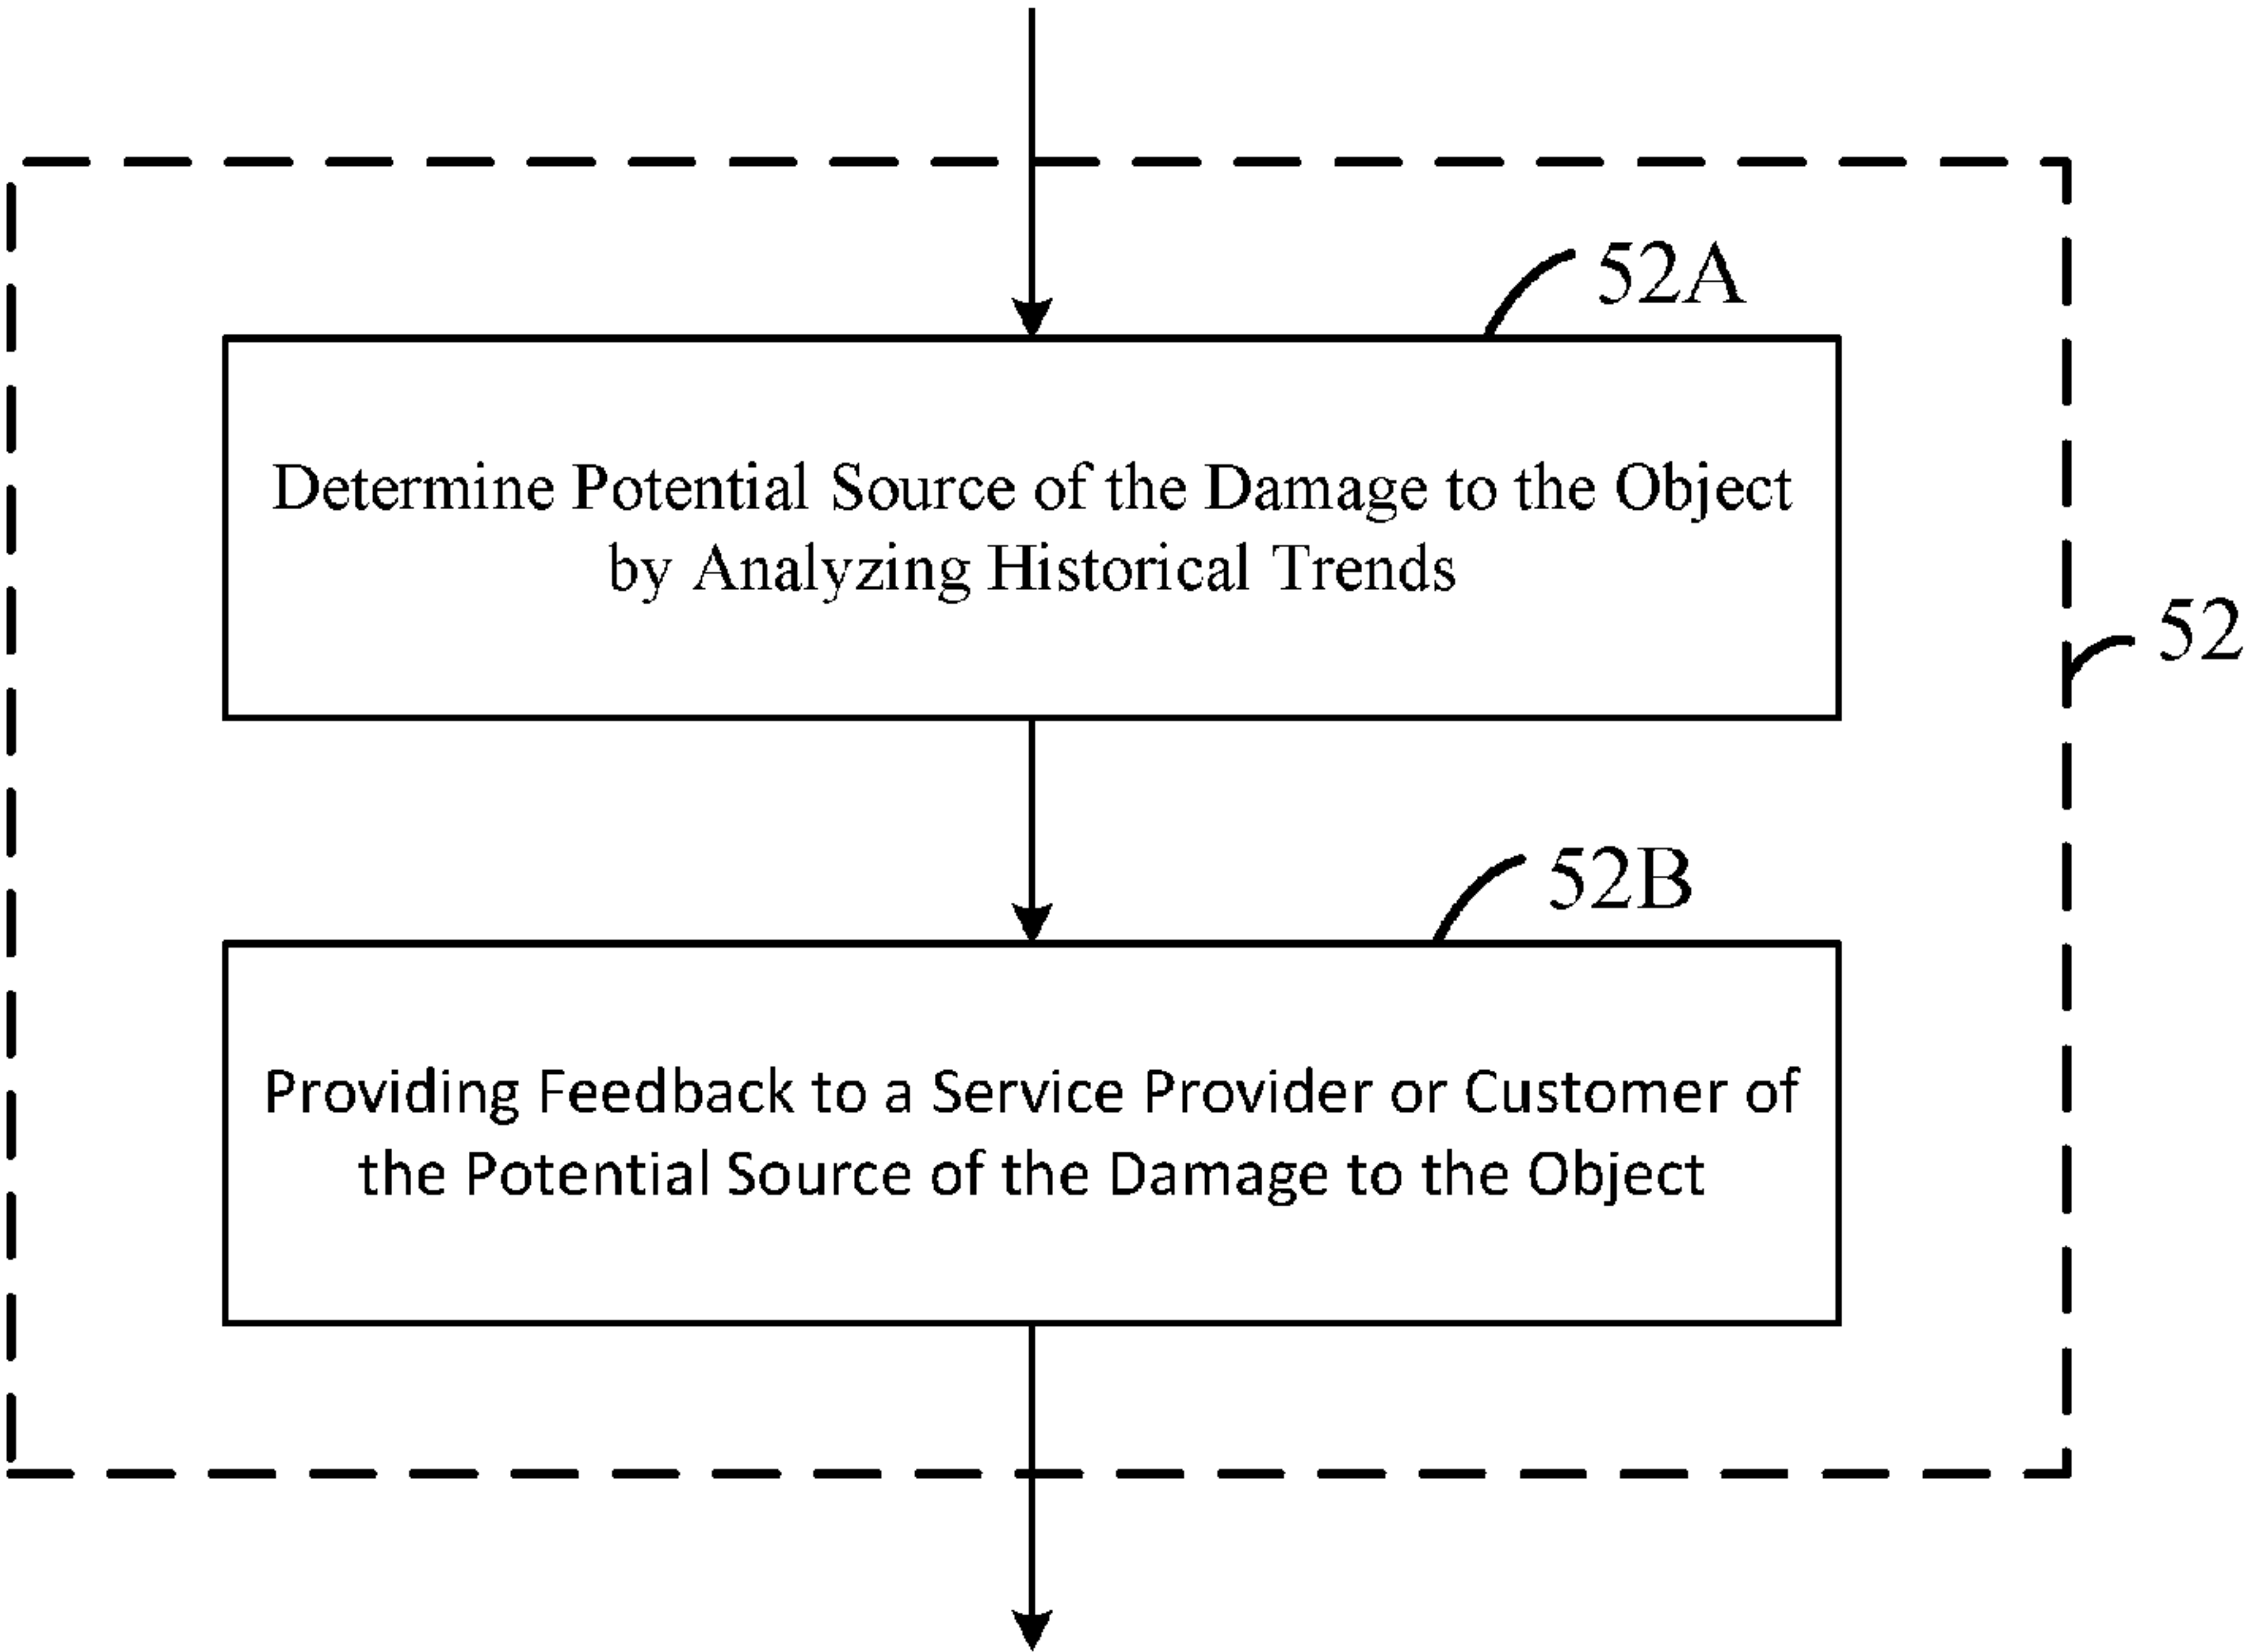 52A
Determine Potential Source of the Damage to the Object
by Analyzing Historical Trends
52
52B
Providing Feedback to a Service Provider or Customer of
the Potential Source of the Damage to the Object